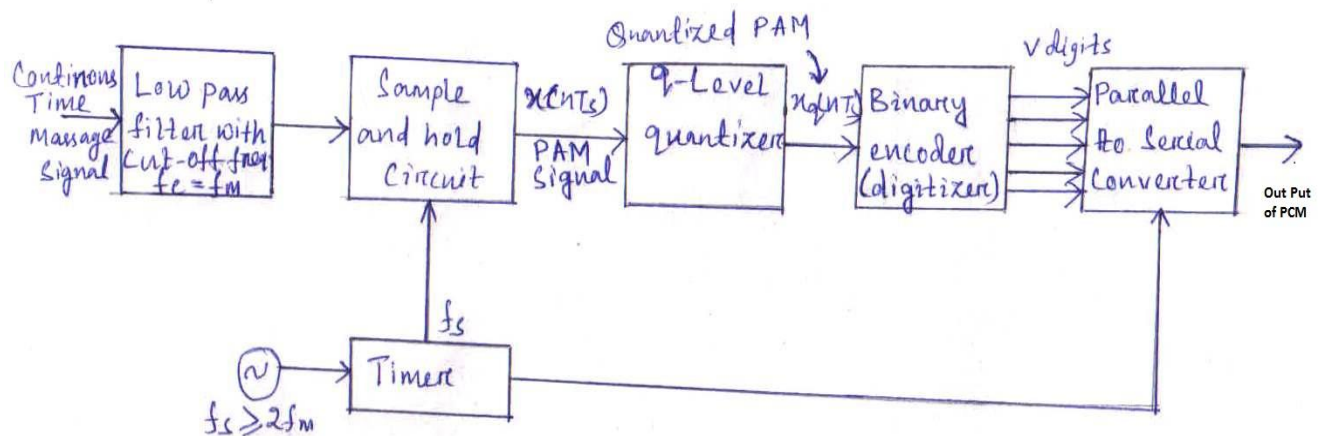 Continous
Time
Massage
Signal
Low pass
filter with
Cut-off freq
fc = fm
Sample
and hold
Circuit
x(nTs)
PAM
Signal
Quantized PAM
q-Level
quantizer
xq(nTs)
Binary
encoder
(digitizer)
V digits
Parallel
to Serial
Converter
Out Put
of PCM
fs
Timer
~
fs ≥ 2fm